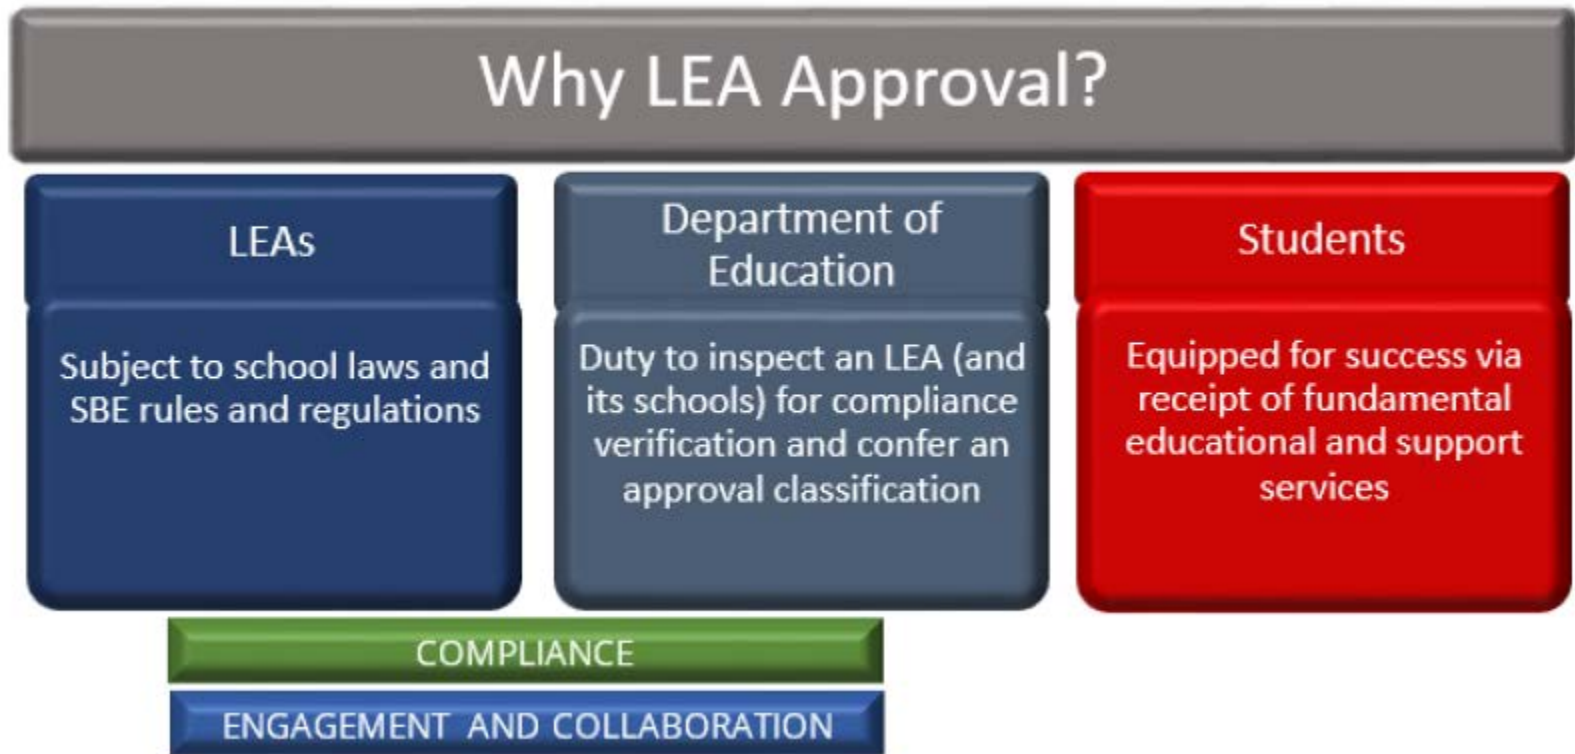 Why LEA Approval?
LEAs
Subject to school laws and
SBE rules and regulations
Department of
Education
Duty to inspect an LEA (and
its schools) for compliance
verification and confer an
approval classification
Students
Equipped for success via
receipt of fundamental
educational and support
services
COMPLIANCE
ENGAGEMENT AND COLLABORATION